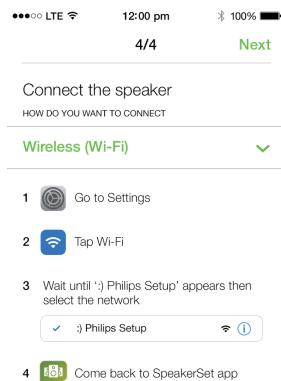 LTE 12:00 pm 100%
4/4 Next
Connect the speaker
HOW DO YOU WANT TO CONNECT
Wireless (Wi-Fi)
1 Go to Settings
2 Tap Wi-Fi
3 Wait until ':) Philips Setup' appears then
select the network
:) Philips Setup
4 Come back to SpeakerSet app